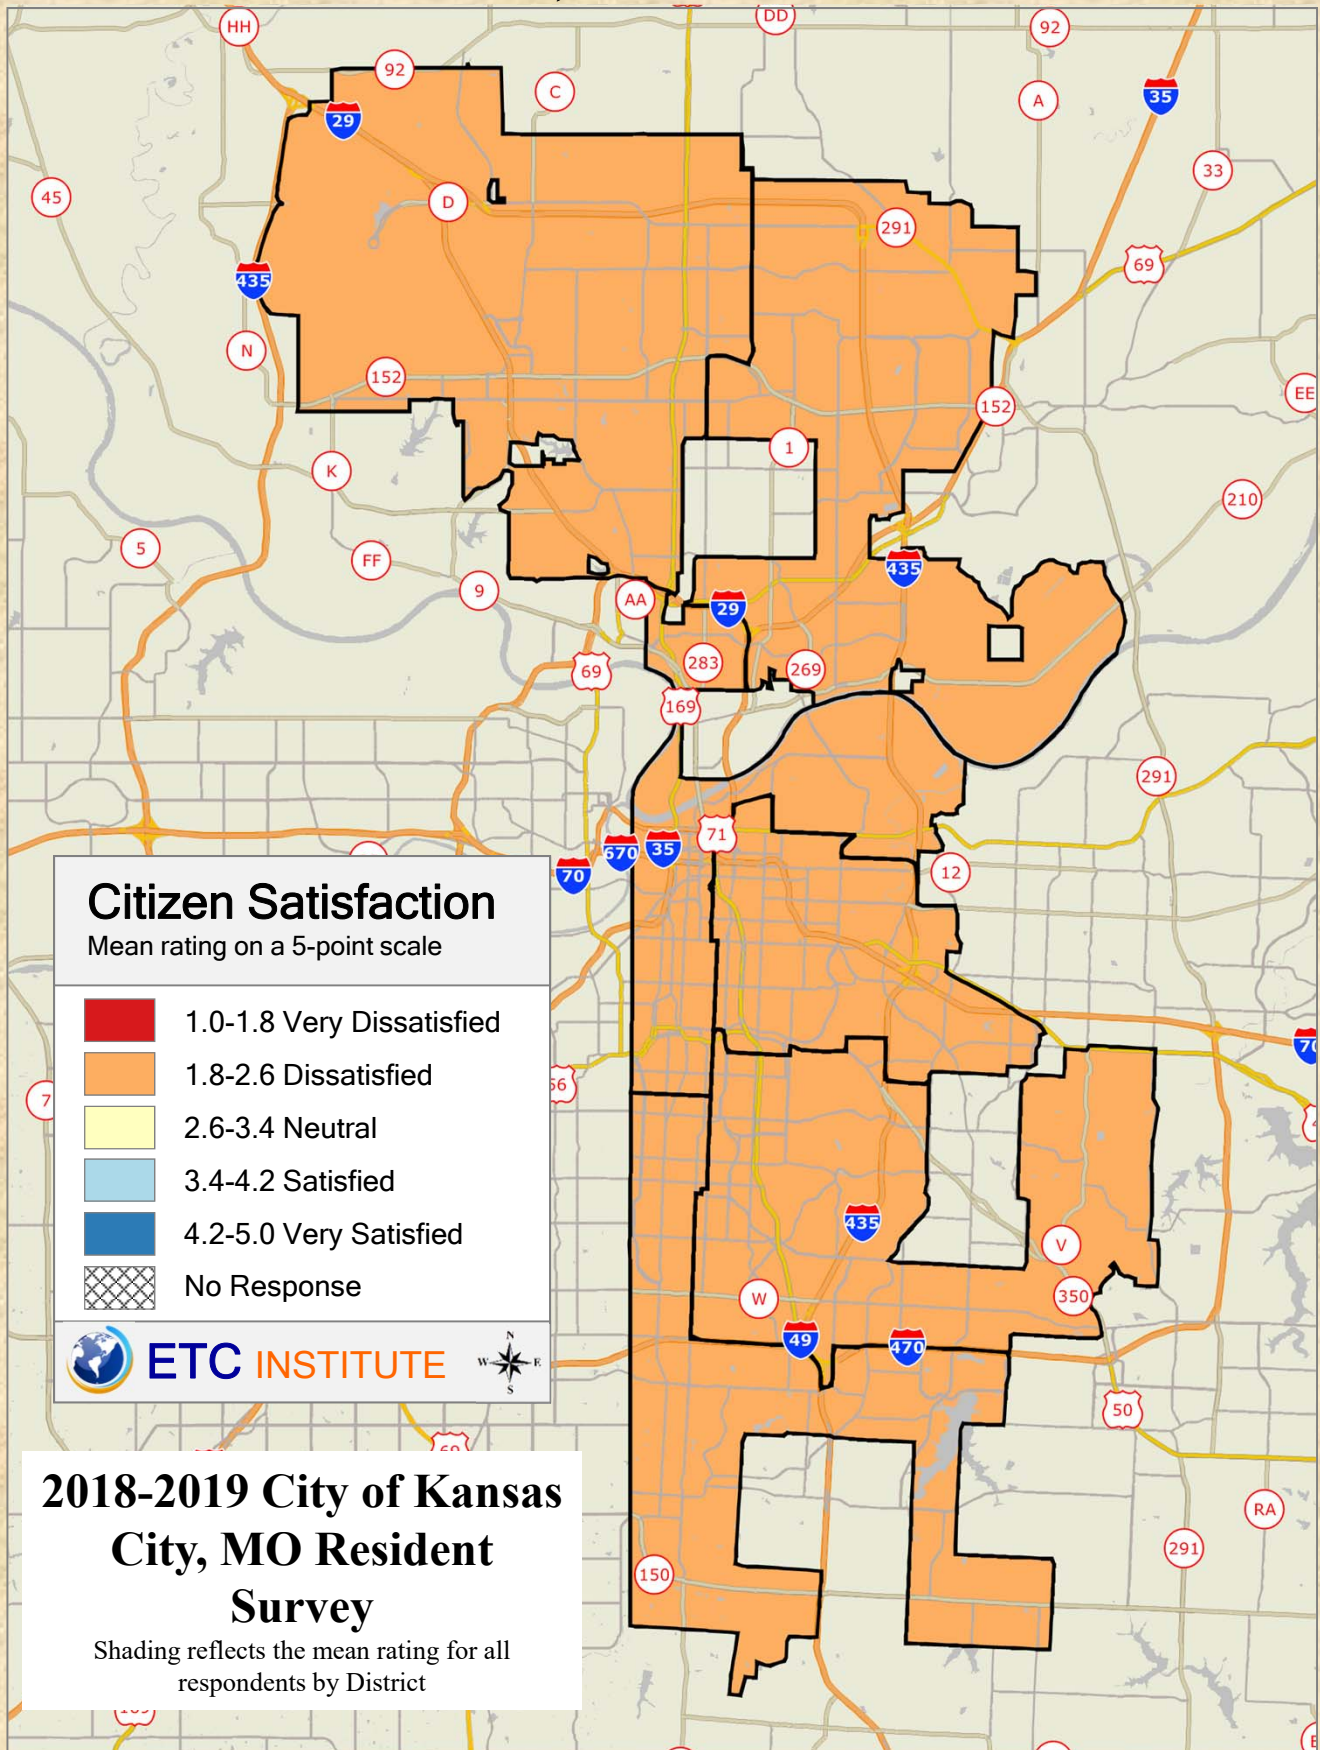 HH
DD
92
92
C
A
35
29
33
45
D
291
69
435
N
152
152
EE
1
K
210
5
FF
435
9
AA
29
283
269
69
169
291
71
670
35
70
12
Citizen Satisfaction
Mean rating on a 5-point scale
1.0-1.8 Very Dissatisfied
1.8-2.6 Dissatisfied
2.6-3.4 Neutral
3.4-4.2 Satisfied
4.2-5.0 Very Satisfied
No Response
ETC INSTITUTE
N
W E
S
7
435
V
W
350
49
470
50
2018-2019 City of Kansas
City, MO Resident
Survey
Shading reflects the mean rating for all
respondents by District
RA
291
150